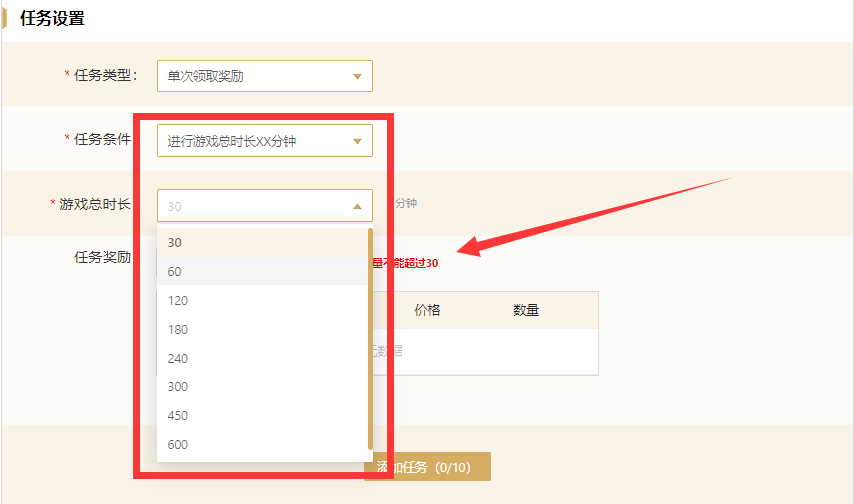 任务设置
* 任务类型： 单次领取奖励
* 任务条件 进行游戏总时长XX分钟
* 游戏总时长 30 分钟
30
60
120
180
240
300
450
600
任务奖励 量不能超过30
价格 数量
无数据
添加任务（0/10）